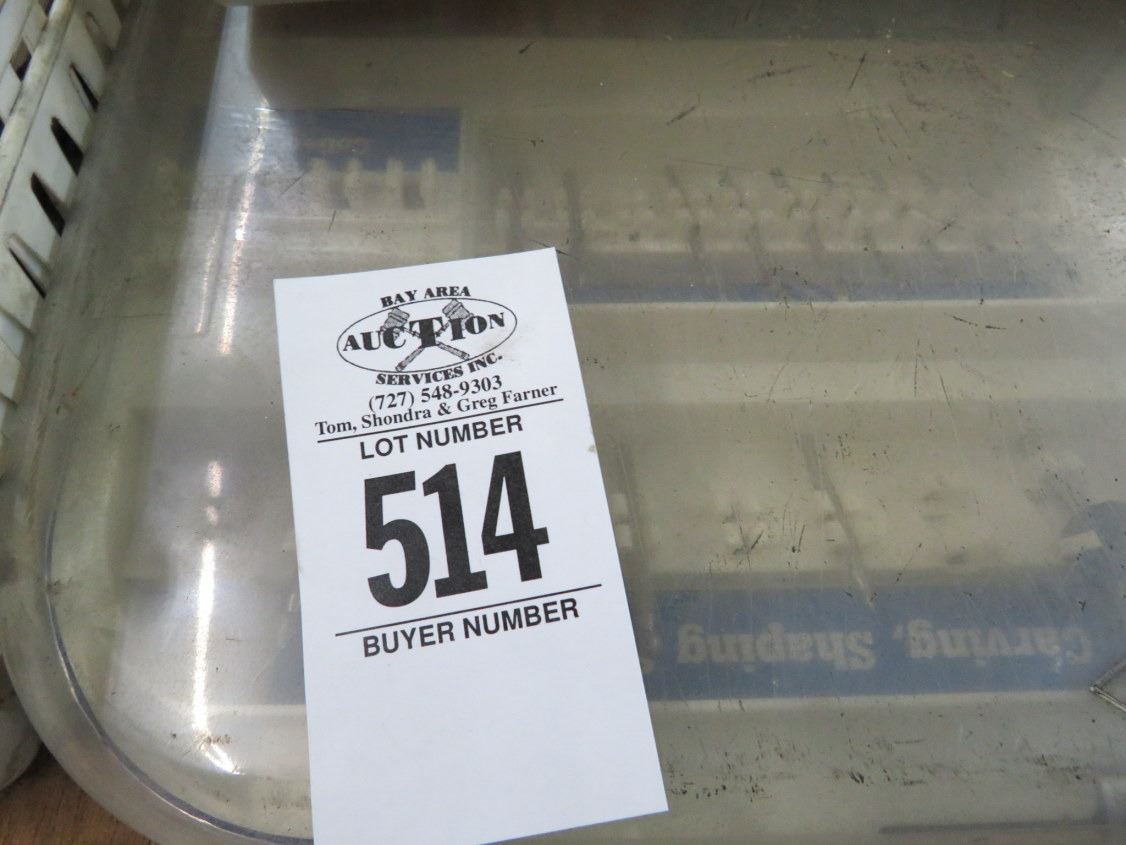 BAY AREA
AUCTION
SERVICES INC.
(727) 548-9303
Tom, Shondra & Greg Farner
LOT NUMBER
514
BUYER NUMBER
Carving, Shaping